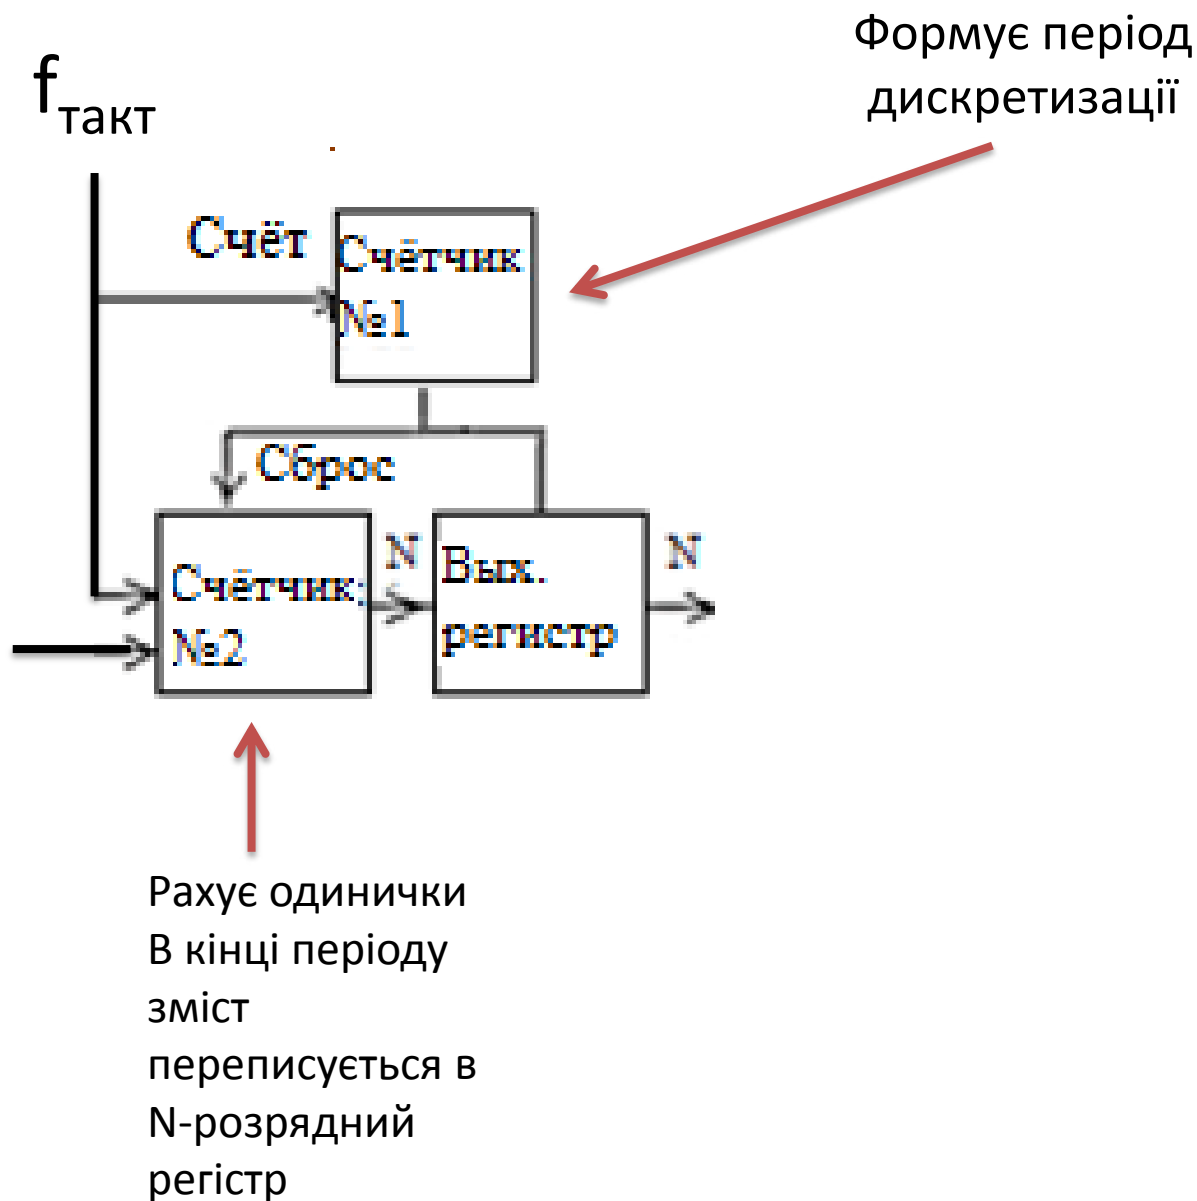 Формує період
дискретизації
fтакт
Счёт
Счётчик
№1
Сброс
Счётчик:
№2
N
Вых.
регистр
N
Рахує одинички
В кінці періоду
зміст
переписується в
N-розрядний
регістр